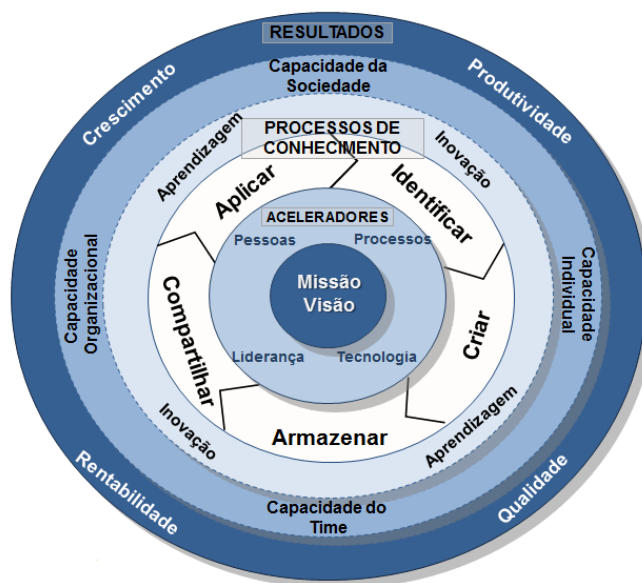 RESULTADOS
Crescimento
Produtividade
Capacidade da
Sociedade
Aprendizagem
PROCESSOS DE
CONHECIMENTO
Inovação
Aplicar
Identificar
ACELERADORES
Pessoas
Processos
Capacidade
Organizacional
Missão
Visão
Capacidade
Individual
Compartilhar
Criar
Liderança
Tecnologia
Inovação
Armazenar
Aprendizagem
Rentabilidade
Capacidade do
Time
Qualidade